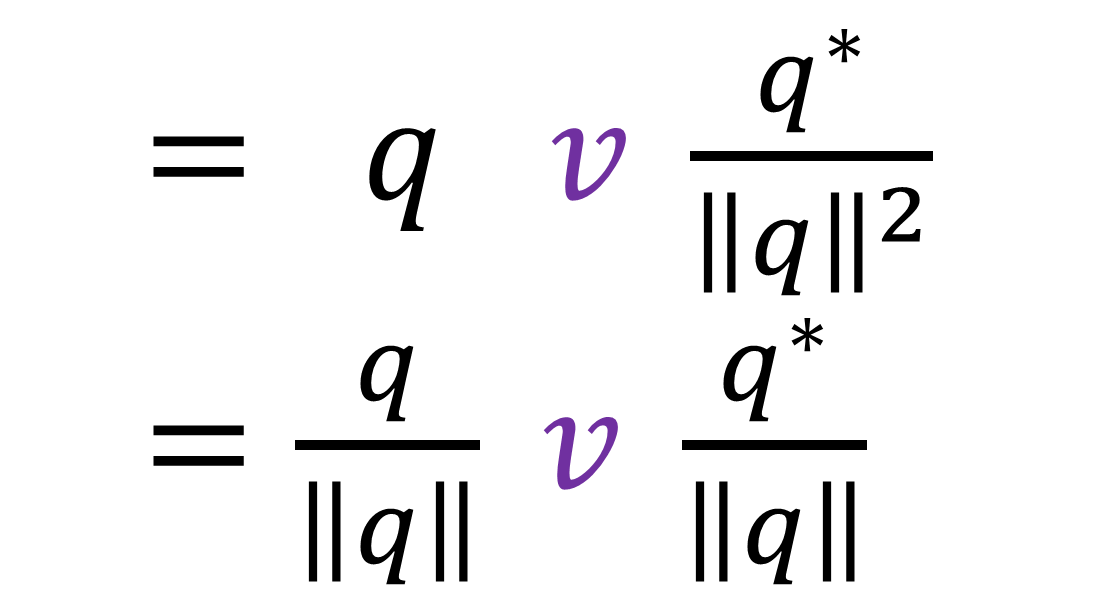 = q v q* / ‖q‖²
= q / ‖q‖ v q* / ‖q‖